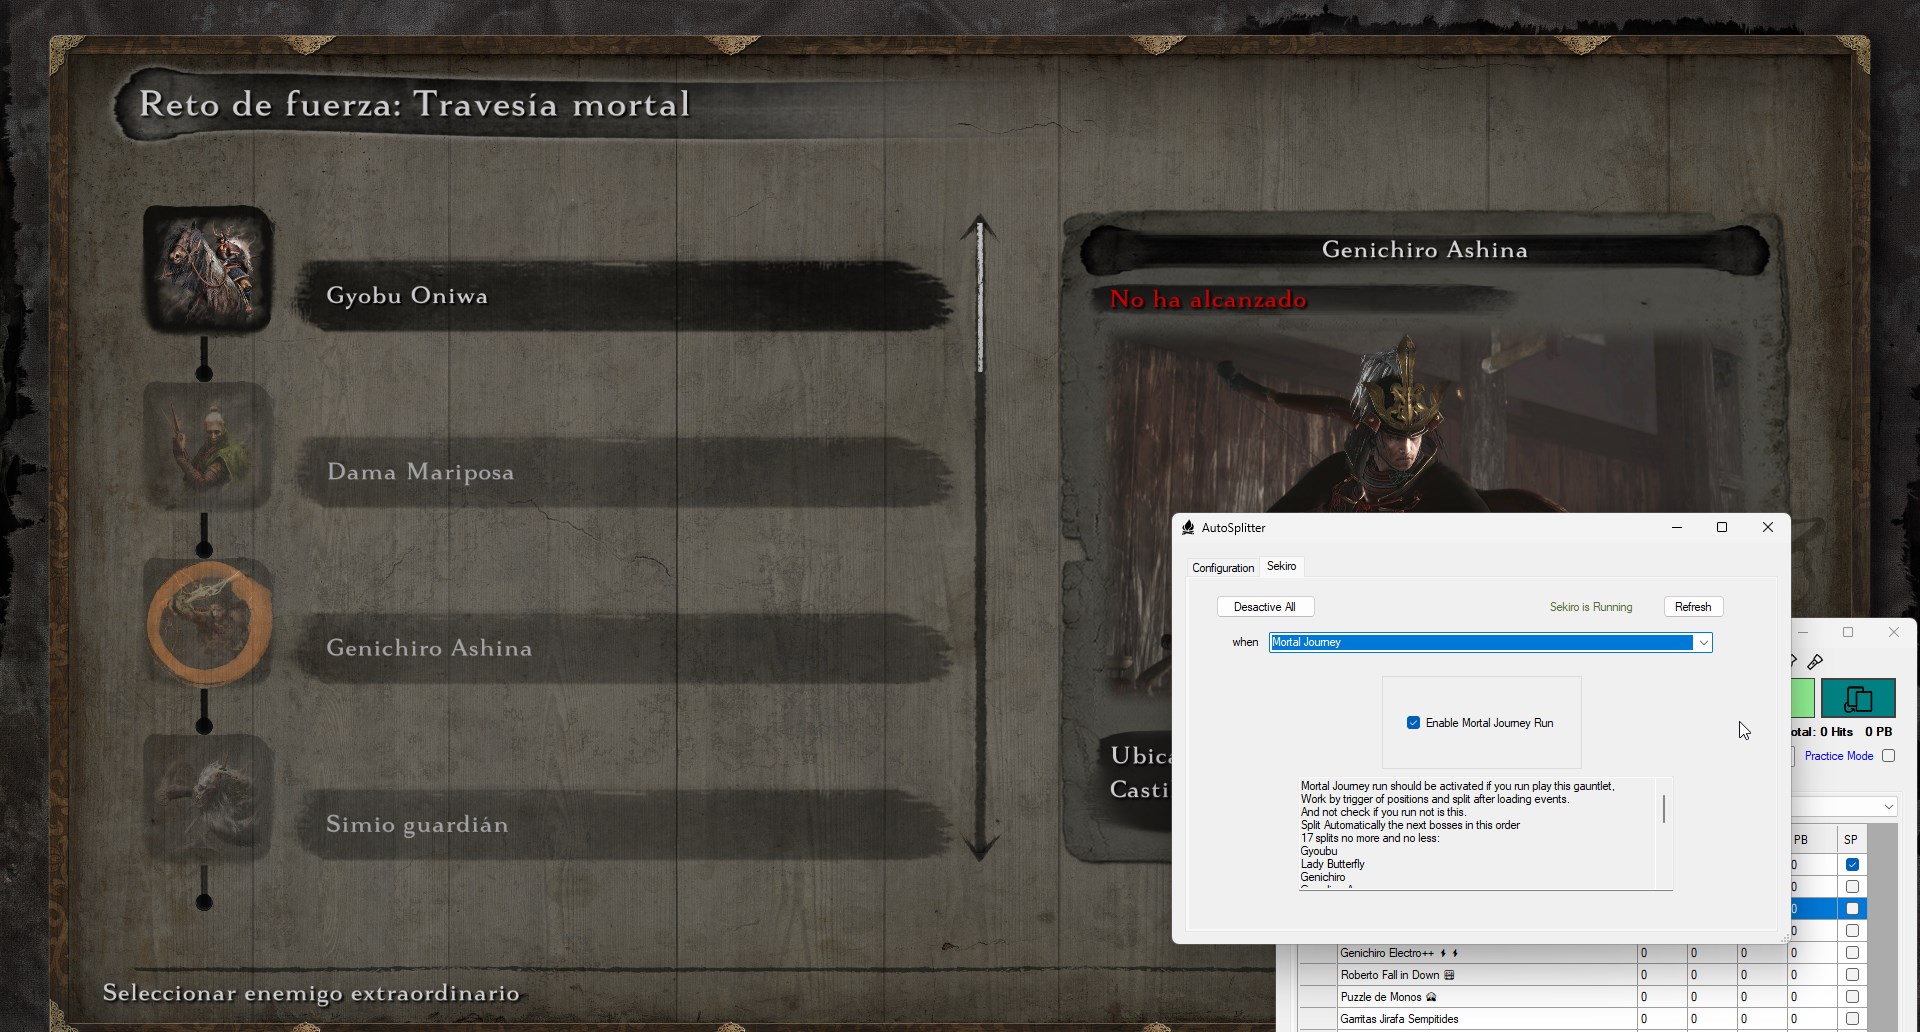 Reto de fuerza: Travesía mortal
Gyobu Oniwa
Dama Mariposa
Genichiro Ashina
Simio guardián
Seleccionar enemigo extraordinario
Genichiro Ashina
No ha alcanzado
AutoSplitter
Configuration
Sekiro
Desactive All
Sekiro is Running
Refresh
when
Mortal Journey
Enable Mortal Journey Run
Mortal Journey run should be activated if you run play this gauntlet,
Work by trigger of positions and split after loading events.
And not check if you run not is this.
Split Automatically the next bosses in this order
17 splits no more and no less:
Gyoubu
Lady Butterfly
Genichiro
0 Hits 0 PB
Practice Mode
PB SP
0
0
0
0
Genichiro Electro++ 0 0 0 0
Roberto Fall in Down 0 0 0 0
Puzzle de Monos 0 0 0 0
Garritas Jirafa Sempitides 0 0 0 0